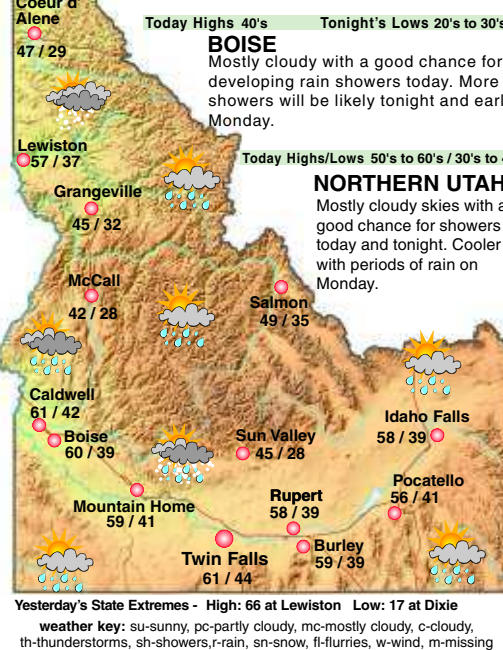 Coeur d'
Alene
47 / 29
Today Highs 40's Tonight's Lows 20's to 30's
BOISE
Mostly cloudy with a good chance for
developing rain showers today. More
showers will be likely tonight and
Monday.
Lewiston
57 / 37
Today Highs/Lows 50's to 60's / 30's to
NORTHERN UTAH
Mostly cloudy skies with a
good chance for showers
today and tonight. Cooler
with periods of rain on
Monday.
Grangeville
45 / 32
McCall
42 / 28
Salmon
49 / 35
Caldwell
61 / 42
Boise
60 / 39
Sun Valley
45 / 28
Idaho Falls
58 / 39
Mountain Home
59 / 41
Rupert
58 / 39
Pocatello
56 / 41
Twin Falls
61 / 44
Burley
59 / 39
Yesterday's State Extremes - High: 66 at Lewiston Low: 17 at Dixie
weather key: su-sunny, pc-partly cloudy, mc-mostly cloudy, c-cloudy,
th-thunderstorms, sh-showers,r-rain, sn-snow, fl-flurries, w-wind, m-missing